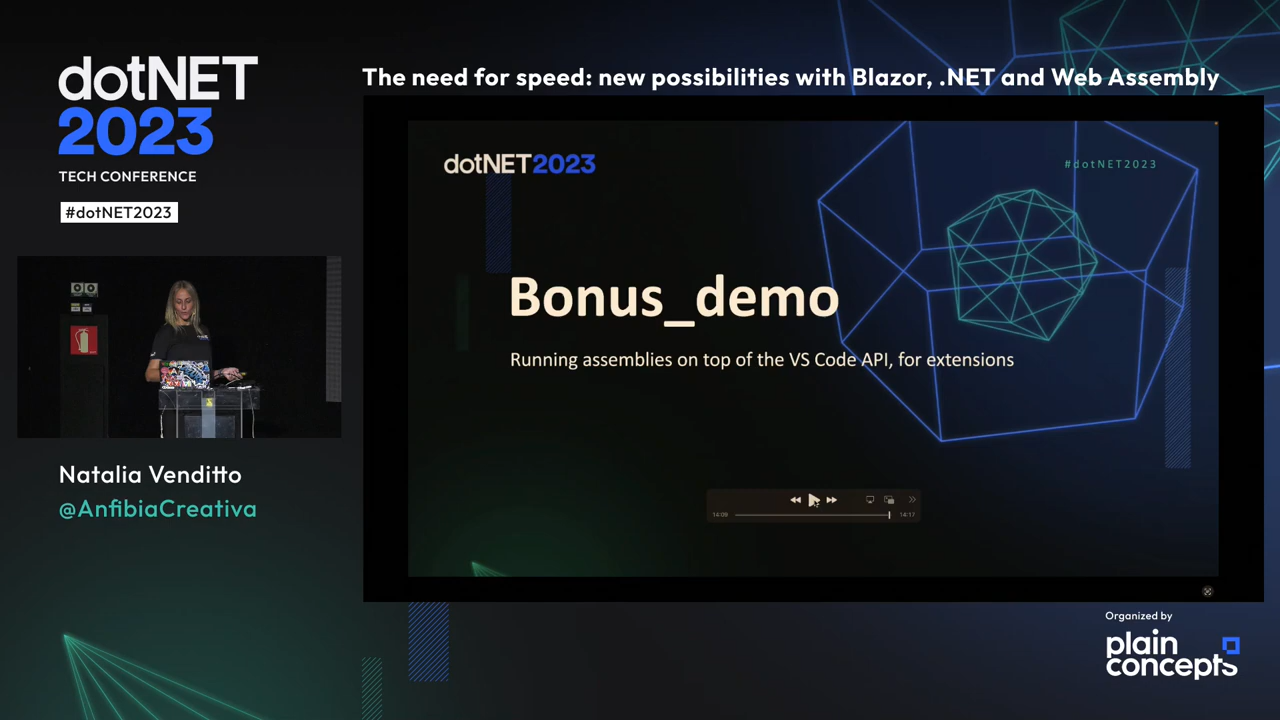 dotNET
2023
TECH CONFERENCE
#dotNET2023
The need for speed: new possibilities with Blazor, .NET and Web Assembly
dotNET2023
#dotNET2023
Bonus_demo
Running assemblies on top of the VS Code API, for extensions
14:09
14:17
Natalia Venditto
@AnfibiaCreativa
Organized by
plain
concepts